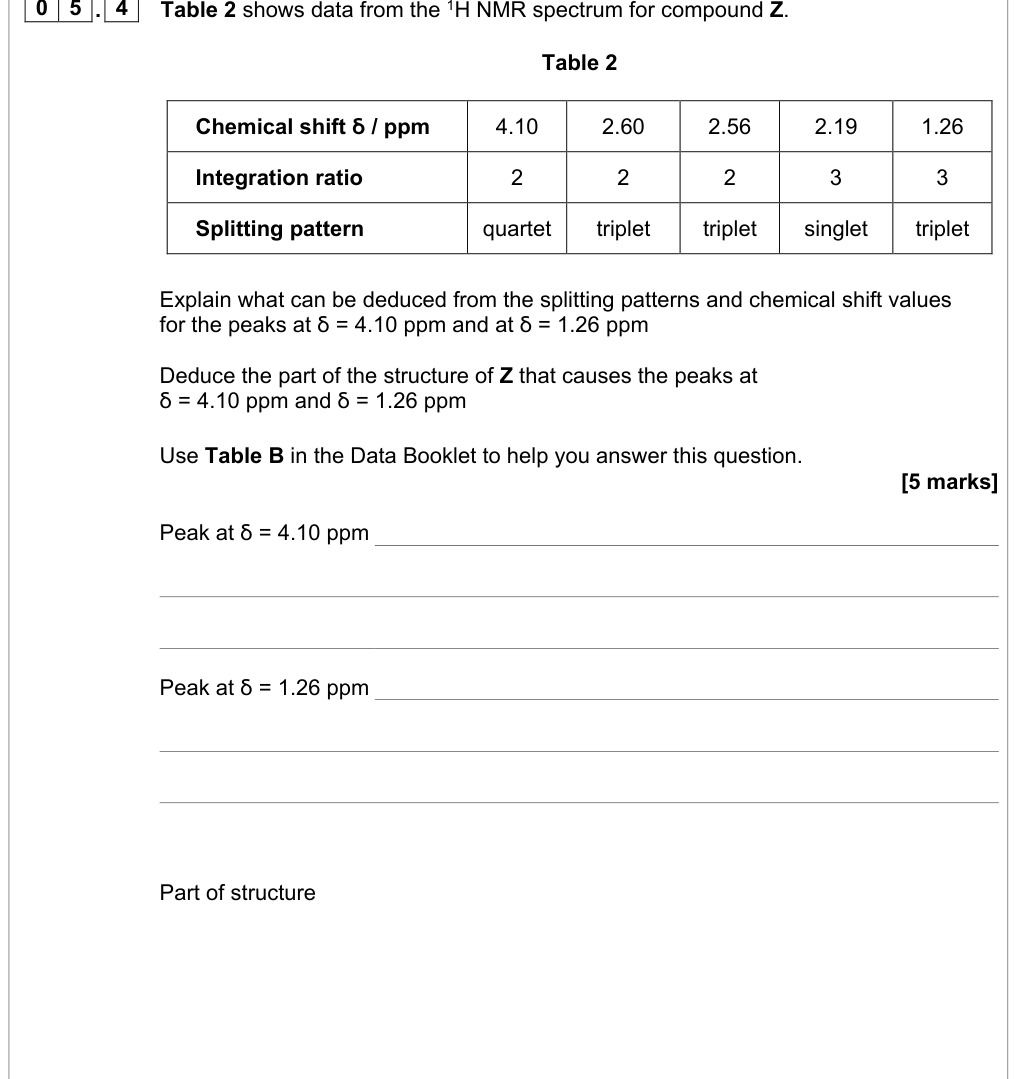 0 5 . 4 Table 2 shows data from the ¹H NMR spectrum for compound Z.
Table 2
Chemical shift δ / ppm 4.10 2.60 2.56 2.19 1.26
Integration ratio 2 2 2 3 3
Splitting pattern quartet triplet triplet singlet triplet
Explain what can be deduced from the splitting patterns and chemical shift values
for the peaks at δ = 4.10 ppm and at δ = 1.26 ppm
Deduce the part of the structure of Z that causes the peaks at
δ = 4.10 ppm and δ = 1.26 ppm
Use Table B in the Data Booklet to help you answer this question.
[5 marks]
Peak at δ = 4.10 ppm
Peak at δ = 1.26 ppm
Part of structure